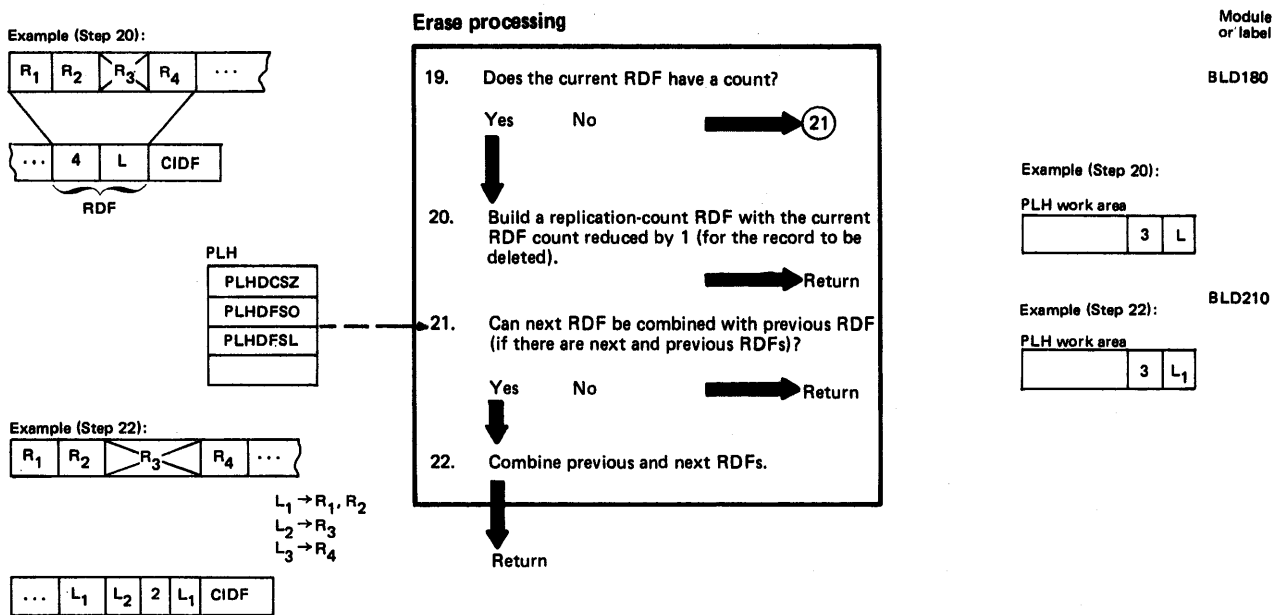 Erase processing
Module
or label
Example (Step 20):
R1 R2 R3 R4 ...
... 4 L CIDF
RDF
19. Does the current RDF have a count?
BLD180
Yes No 21
20. Build a replication-count RDF with the current
RDF count reduced by 1 (for the record to be
deleted).
Return
Example (Step 20):
PLH work area
3 L
PLH
PLHDCSZ
PLHDFSO
PLHDFSL
21. Can next RDF be combined with previous RDF
(if there are next and previous RDFs)?
BLD210
Yes No Return
Example (Step 22):
PLH work area
3 L1
22. Combine previous and next RDFs.
Return
Example (Step 22):
R1 R2 R3 R4 ...
L1 → R1, R2
L2 → R3
L3 → R4
... L1 L2 2 L1 CIDF